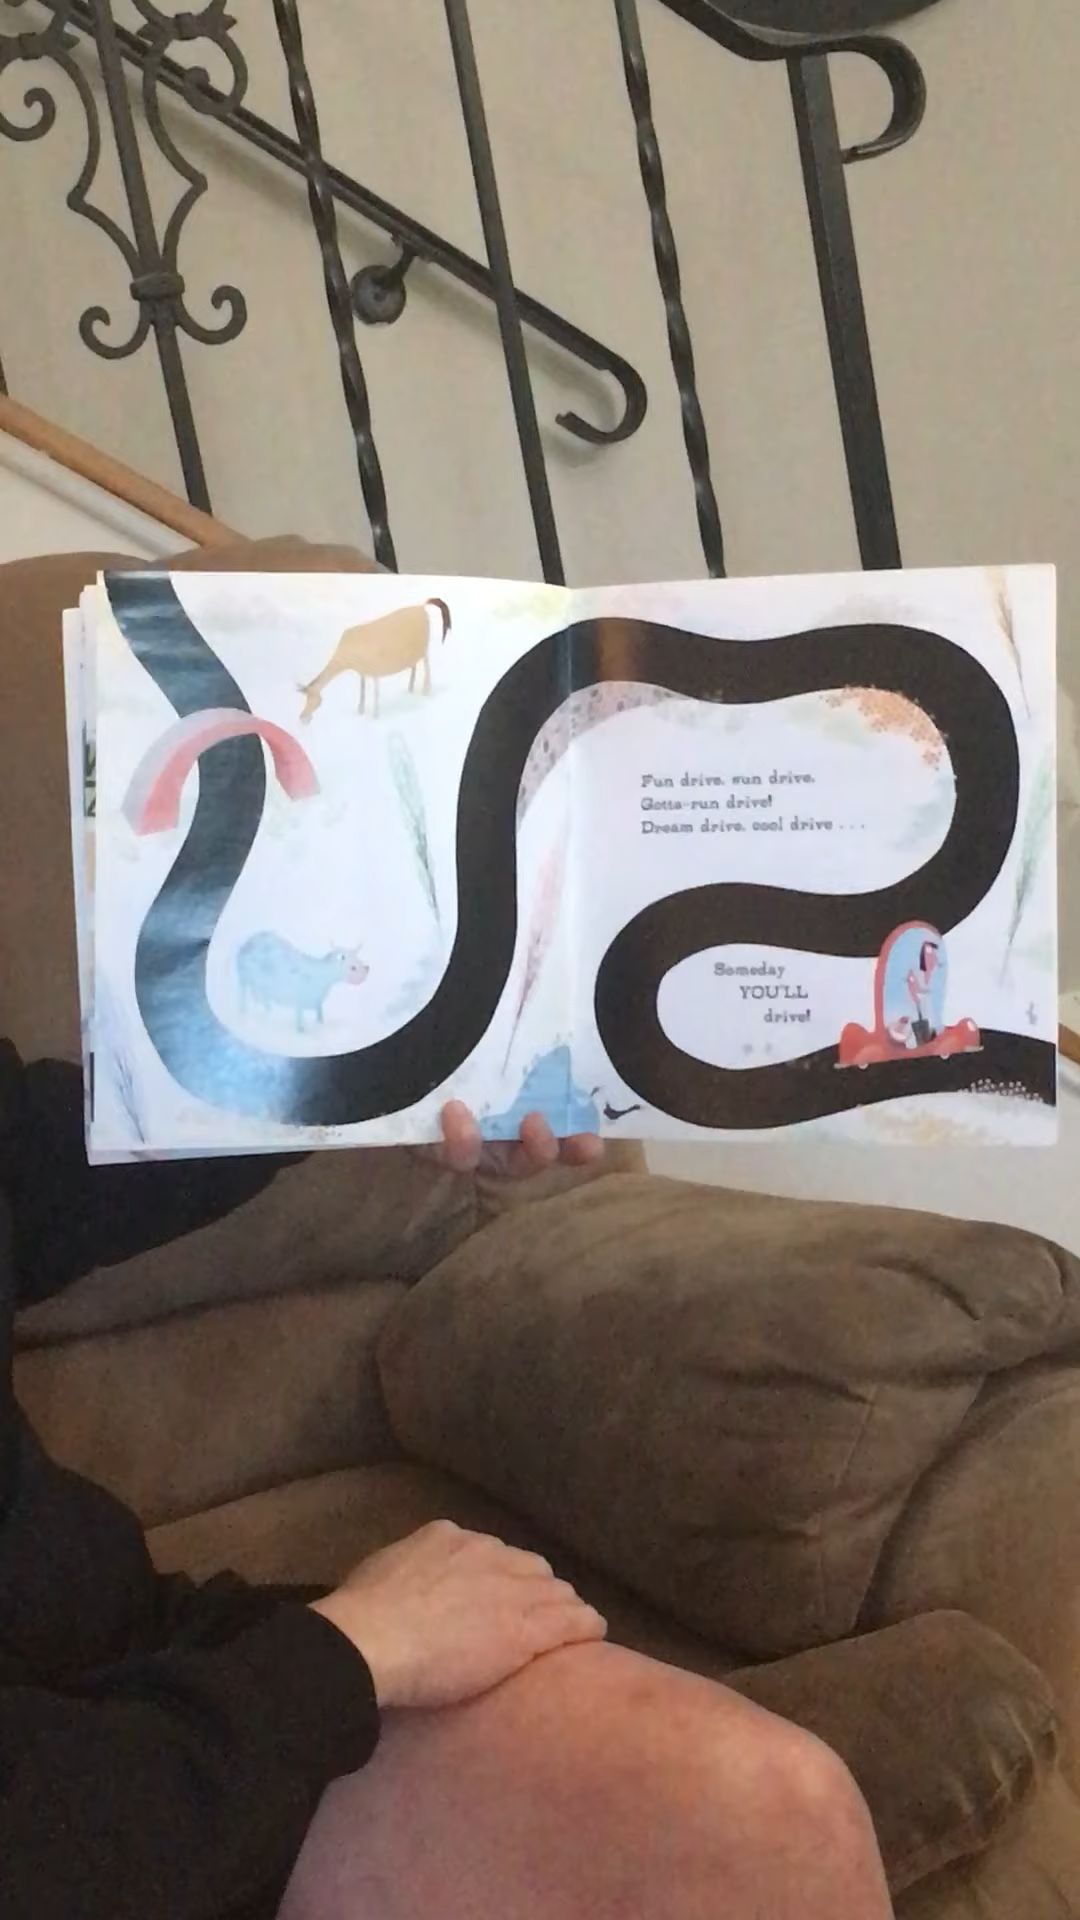 Fun drive, sun drive,
Gotta-run drive!
Dream drive, cool drive . . .
Someday
YOU'LL
drive!